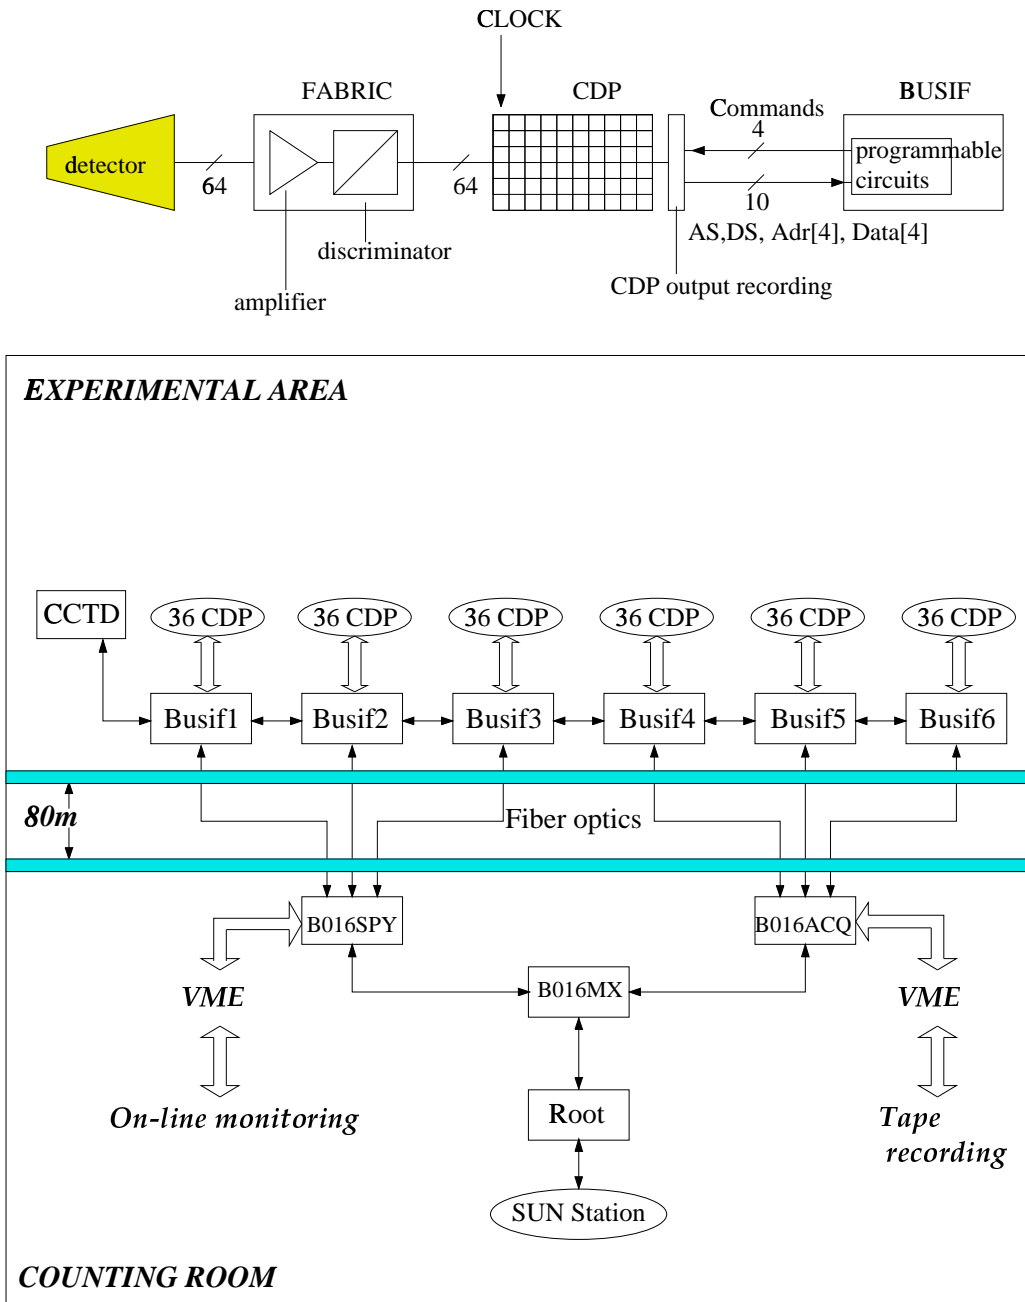 CLOCK
FABRIC
CDP
Commands
BUSIF
4
detector
64
64
programmable
circuits
10
AS,DS, Adr[4], Data[4]
discriminator
amplifier
CDP output recording
EXPERIMENTAL AREA
CCTD
36 CDP
36 CDP
36 CDP
36 CDP
36 CDP
36 CDP
Busif1
Busif2
Busif3
Busif4
Busif5
Busif6
80m
Fiber optics
B016SPY
B016ACQ
VME
B016MX
VME
On-line monitoring
Root
Tape
recording
SUN Station
COUNTING ROOM